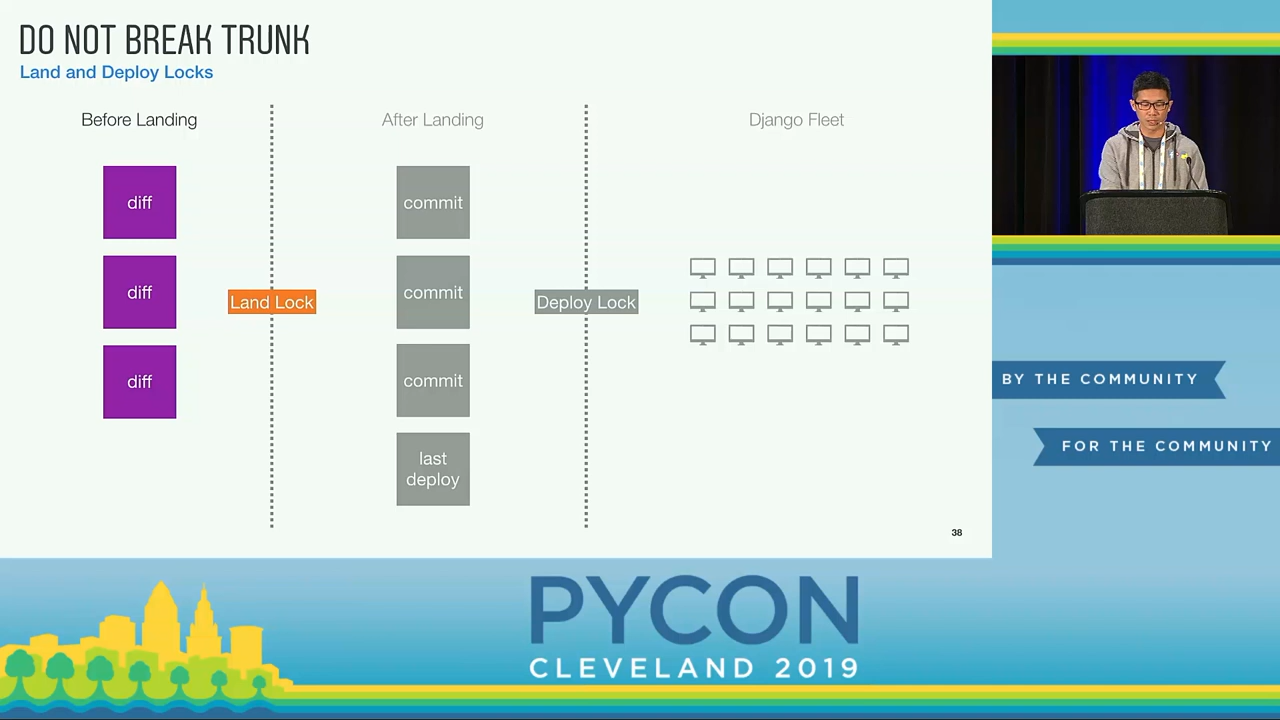 DO NOT BREAK TRUNK
Land and Deploy Locks
Before Landing
After Landing
Django Fleet
diff
diff
diff
Land Lock
commit
commit
commit
last
deploy
Deploy Lock
38
BY THE COMMUNITY
FOR THE COMMUNITY
PYCON
CLEVELAND 2019